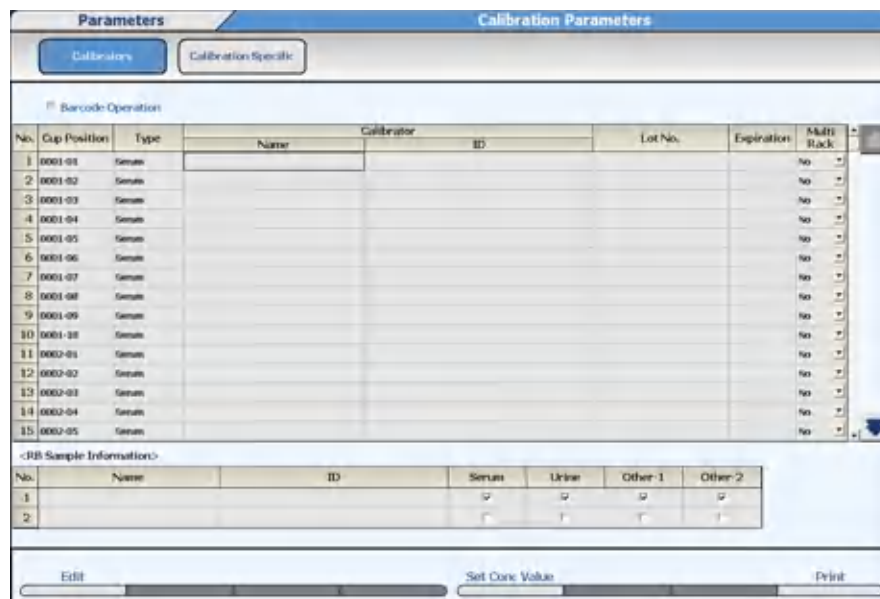 Parameters Calibration Parameters
Calibrators Calibration Specific
Barcode Operation
No. Cup Position Type Calibrator Lot No. Expiration Multi Rack
Name ID
1 0001-01 Serum No
2 0001-02 Serum No
3 0001-03 Serum No
4 0001-04 Serum No
5 0001-05 Serum No
6 0001-06 Serum No
7 0001-07 Serum No
8 0001-08 Serum No
9 0001-09 Serum No
10 0001-10 Serum No
11 0002-01 Serum No
12 0002-02 Serum No
13 0002-03 Serum No
14 0002-04 Serum No
15 0002-05 Serum No
<RB Sample Information>
No. Name ID Serum Urine Other-1 Other-2
1
2
Edit Set Conc Value Print